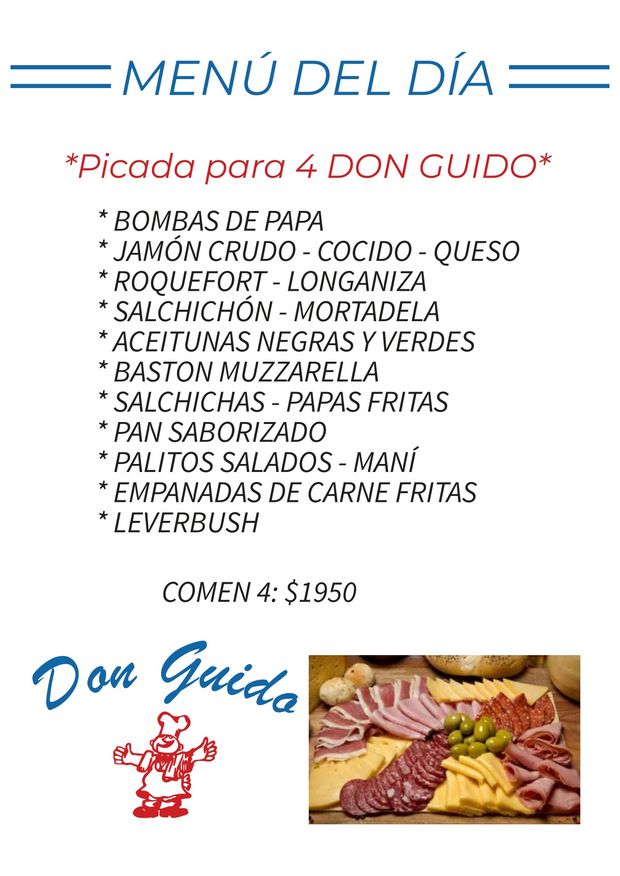 MENÚ DEL DÍA
*Picada para 4 DON GUIDO*
* BOMBAS DE PAPA
* JAMÓN CRUDO - COCIDO - QUESO
* ROQUEFORT - LONGANIZA
* SALCHICHÓN - MORTADELA
* ACEITUNAS NEGRAS Y VERDES
* BASTON MUZZARELLA
* SALCHICHAS - PAPAS FRITAS
* PAN SABORIZADO
* PALITOS SALADOS - MANÍ
* EMPANADAS DE CARNE FRITAS
* LEVERBUSH
COMEN 4: $1950
Don Guido